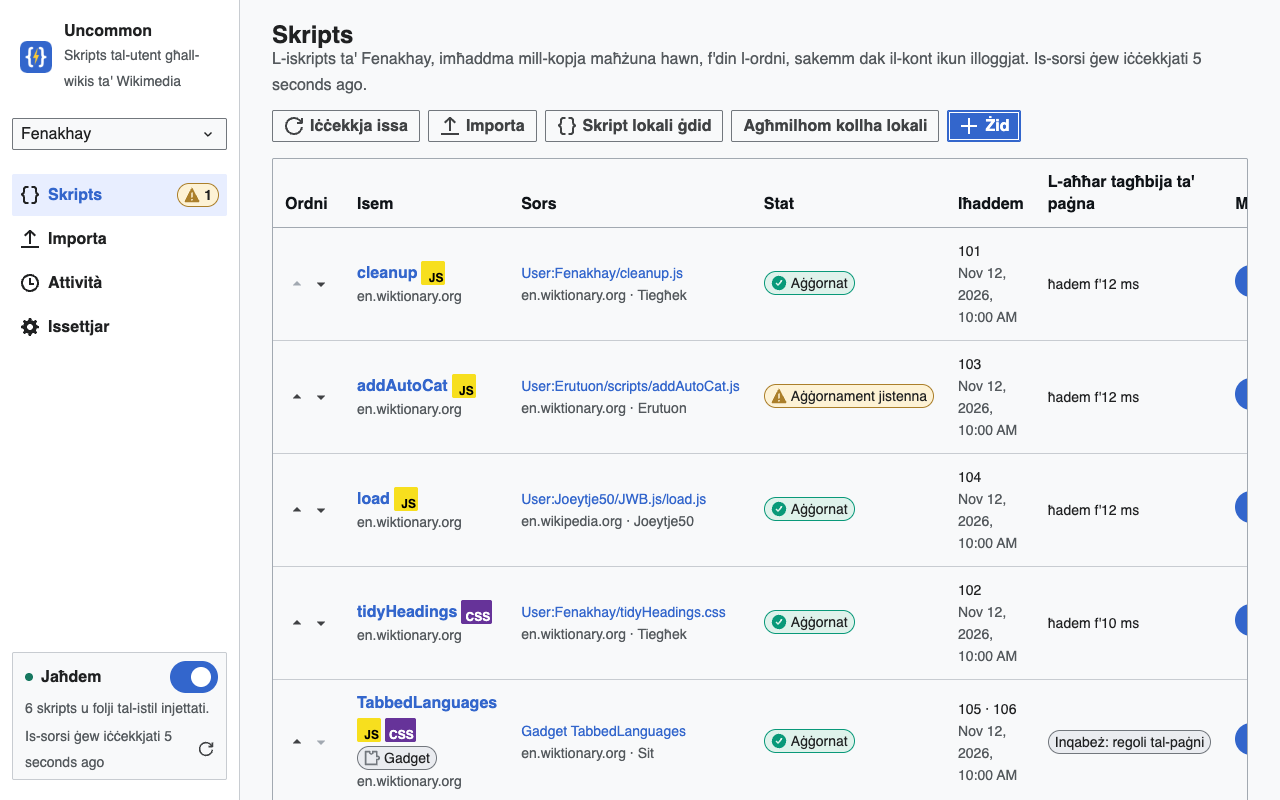 Uncommon
Skripts tal-utent għall-
wikis ta' Wikimedia
Fenakhay
Skripts
1
Importa
Attività
Issettjar
Jaħdem
6 skripts u folji tal-istil injettati.
Is-sorsi ġew iċċekkjati 5
seconds ago
Skripts
L-iskripts ta' Fenakhay, imħaddma mill-kopja maħżuna hawn, f'din l-ordni, sakemm dak il-kont ikun illoggjat. Is-sorsi ġew iċċekkjati 5
seconds ago.
Iċċekkja issa
Importa
Skript lokali ġdid
Agħmilhom kollha lokali
Żid
Ordni
Isem
Sors
Stat
Iħaddem
L-aħħar tagħbija ta'
paġna
M
cleanup JS
en.wiktionary.org
User:Fenakhay/cleanup.js
en.wiktionary.org · Tiegħek
Aġġornat
101
Nov 12,
2026,
10:00 AM
ħadem f'12 ms
addAutoCat JS
en.wiktionary.org
User:Erutuon/scripts/addAutoCat.js
en.wiktionary.org · Erutuon
Aġġornament jistenna
103
Nov 12,
2026,
10:00 AM
ħadem f'12 ms
load JS
en.wiktionary.org
User:Joeytje50/JWB.js/load.js
en.wikipedia.org · Joeytje50
Aġġornat
104
Nov 12,
2026,
10:00 AM
ħadem f'12 ms
tidyHeadings CSS
en.wiktionary.org
User:Fenakhay/tidyHeadings.css
en.wiktionary.org · Tiegħek
Aġġornat
102
Nov 12,
2026,
10:00 AM
ħadem f'10 ms
TabbedLanguages
JS CSS
Gadget
en.wiktionary.org
Gadget TabbedLanguages
en.wiktionary.org · Sit
Aġġornat
105 · 106
Nov 12,
2026,
10:00 AM
Inqabeż: regoli tal-paġni